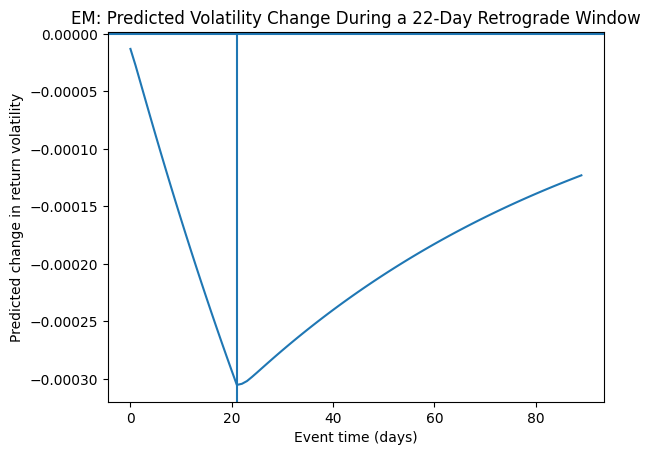 EM: Predicted Volatility Change During a 22-Day Retrograde Window
Predicted change in return volatility
0.00000
−0.00005
−0.00010
−0.00015
−0.00020
−0.00025
−0.00030
0 20 40 60 80
Event time (days)